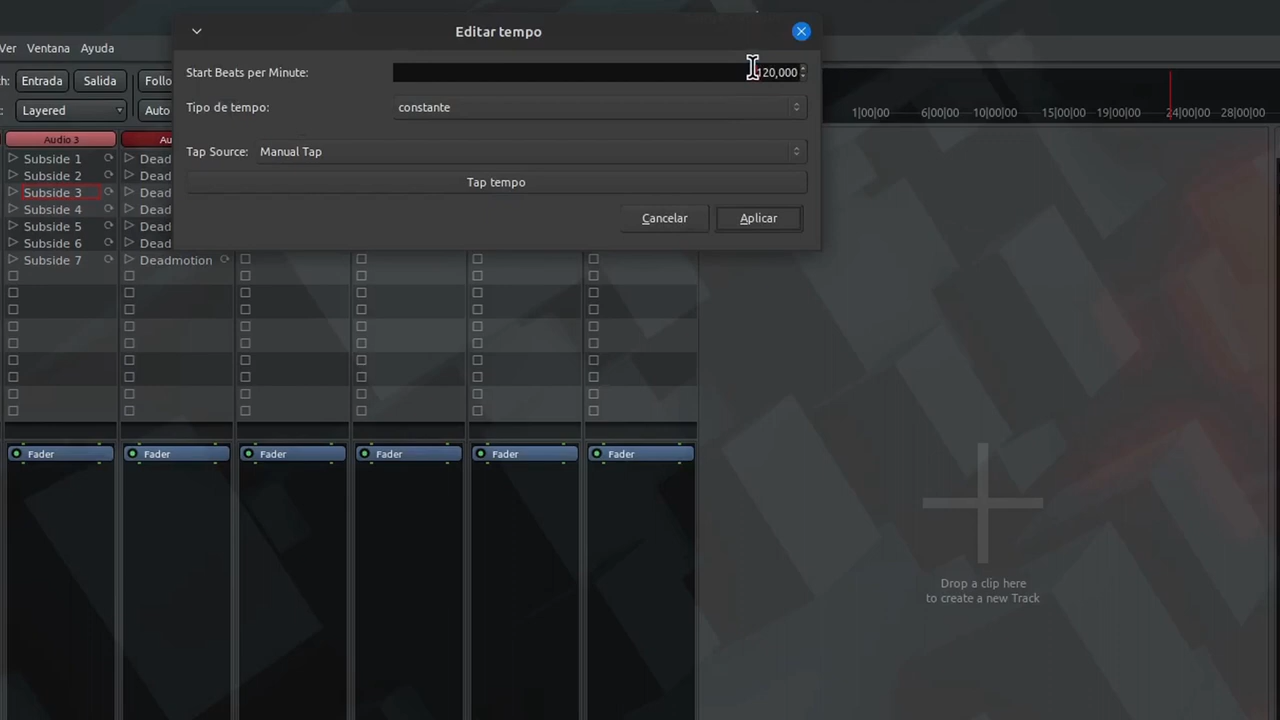 Editar tempo
Ver Ventana Ayuda
Start Beats per Minute: 120,000
Entrada Salida Follo
Tipo de tempo: constante
Layered Auto
1|00|00 6|00|00 10|00|00 15|00|00 19|00|00 24|00|00 28|00|00
Audio 3 Au
Tap Source: Manual Tap
Subside 1 Dead
Subside 2 Dead
Tap tempo
Subside 3 Dead
Subside 4 Dead
Cancelar Aplicar
Subside 5 Dead
Subside 6 Dead
Subside 7 Deadmotion
Fader Fader Fader Fader Fader Fader
Drop a clip here
to create a new Track